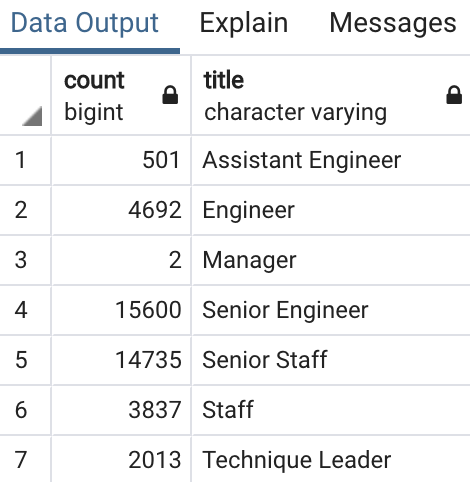 Data Output Explain Messages
count title
bigint character varying
1 501 Assistant Engineer
2 4692 Engineer
3 2 Manager
4 15600 Senior Engineer
5 14735 Senior Staff
6 3837 Staff
7 2013 Technique Leader